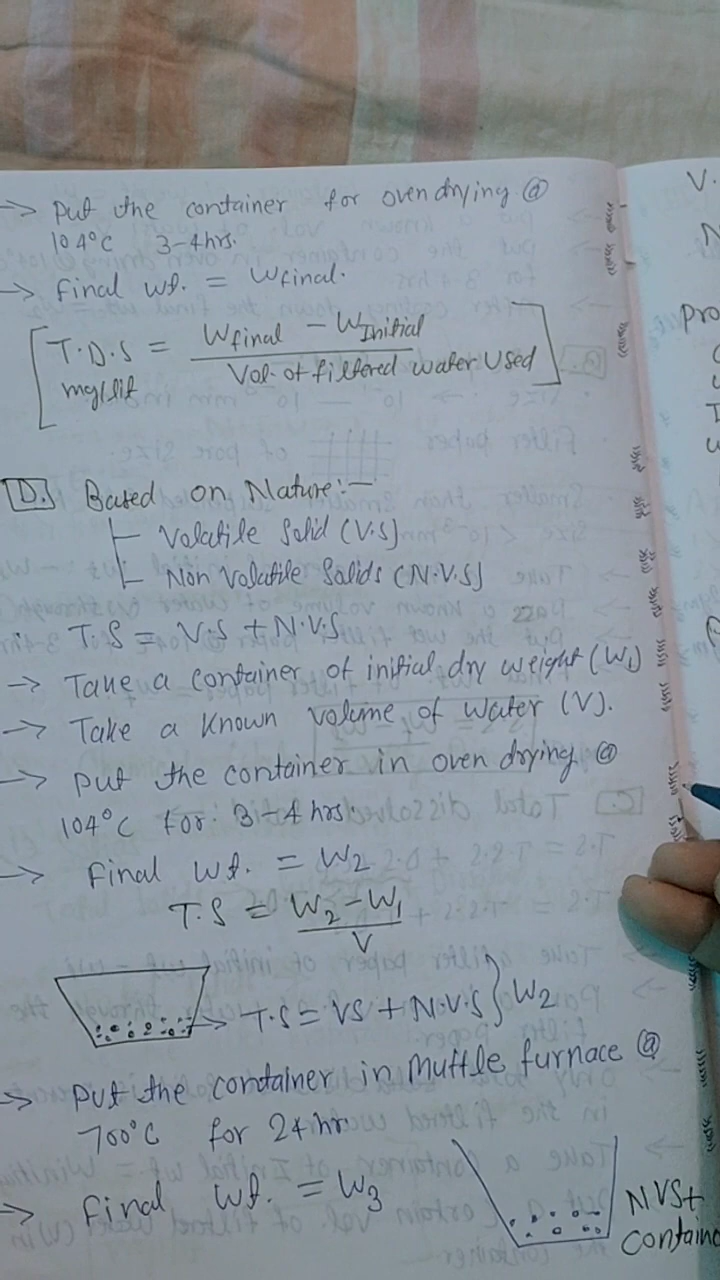 → Put the container for oven drying @
104°C 3-4 hrs.
→ final wt. = Wfinal.
[T.D.S = Wfinal - WInitial
mg/lit Vol. of filtered water used]
D. Based on Nature:-
Volatile Solid (V.S)
Non Volatile Solids (N.V.S)
∴ T.S = V.S + N.V.S
→ Take a container of initial dry weight (W1)
→ Take a known volume of water (V).
→ put the container in oven drying @
104°C for 3-4 hrs.
→ final wt. = W2
T.S = W2 - W1
V
→ T.S = VS + N.V.S } W2
→ Put the container in muffle furnace @
700°C for 24 hr
→ final wt. = W3
NVS+
containe
V.
N
pro